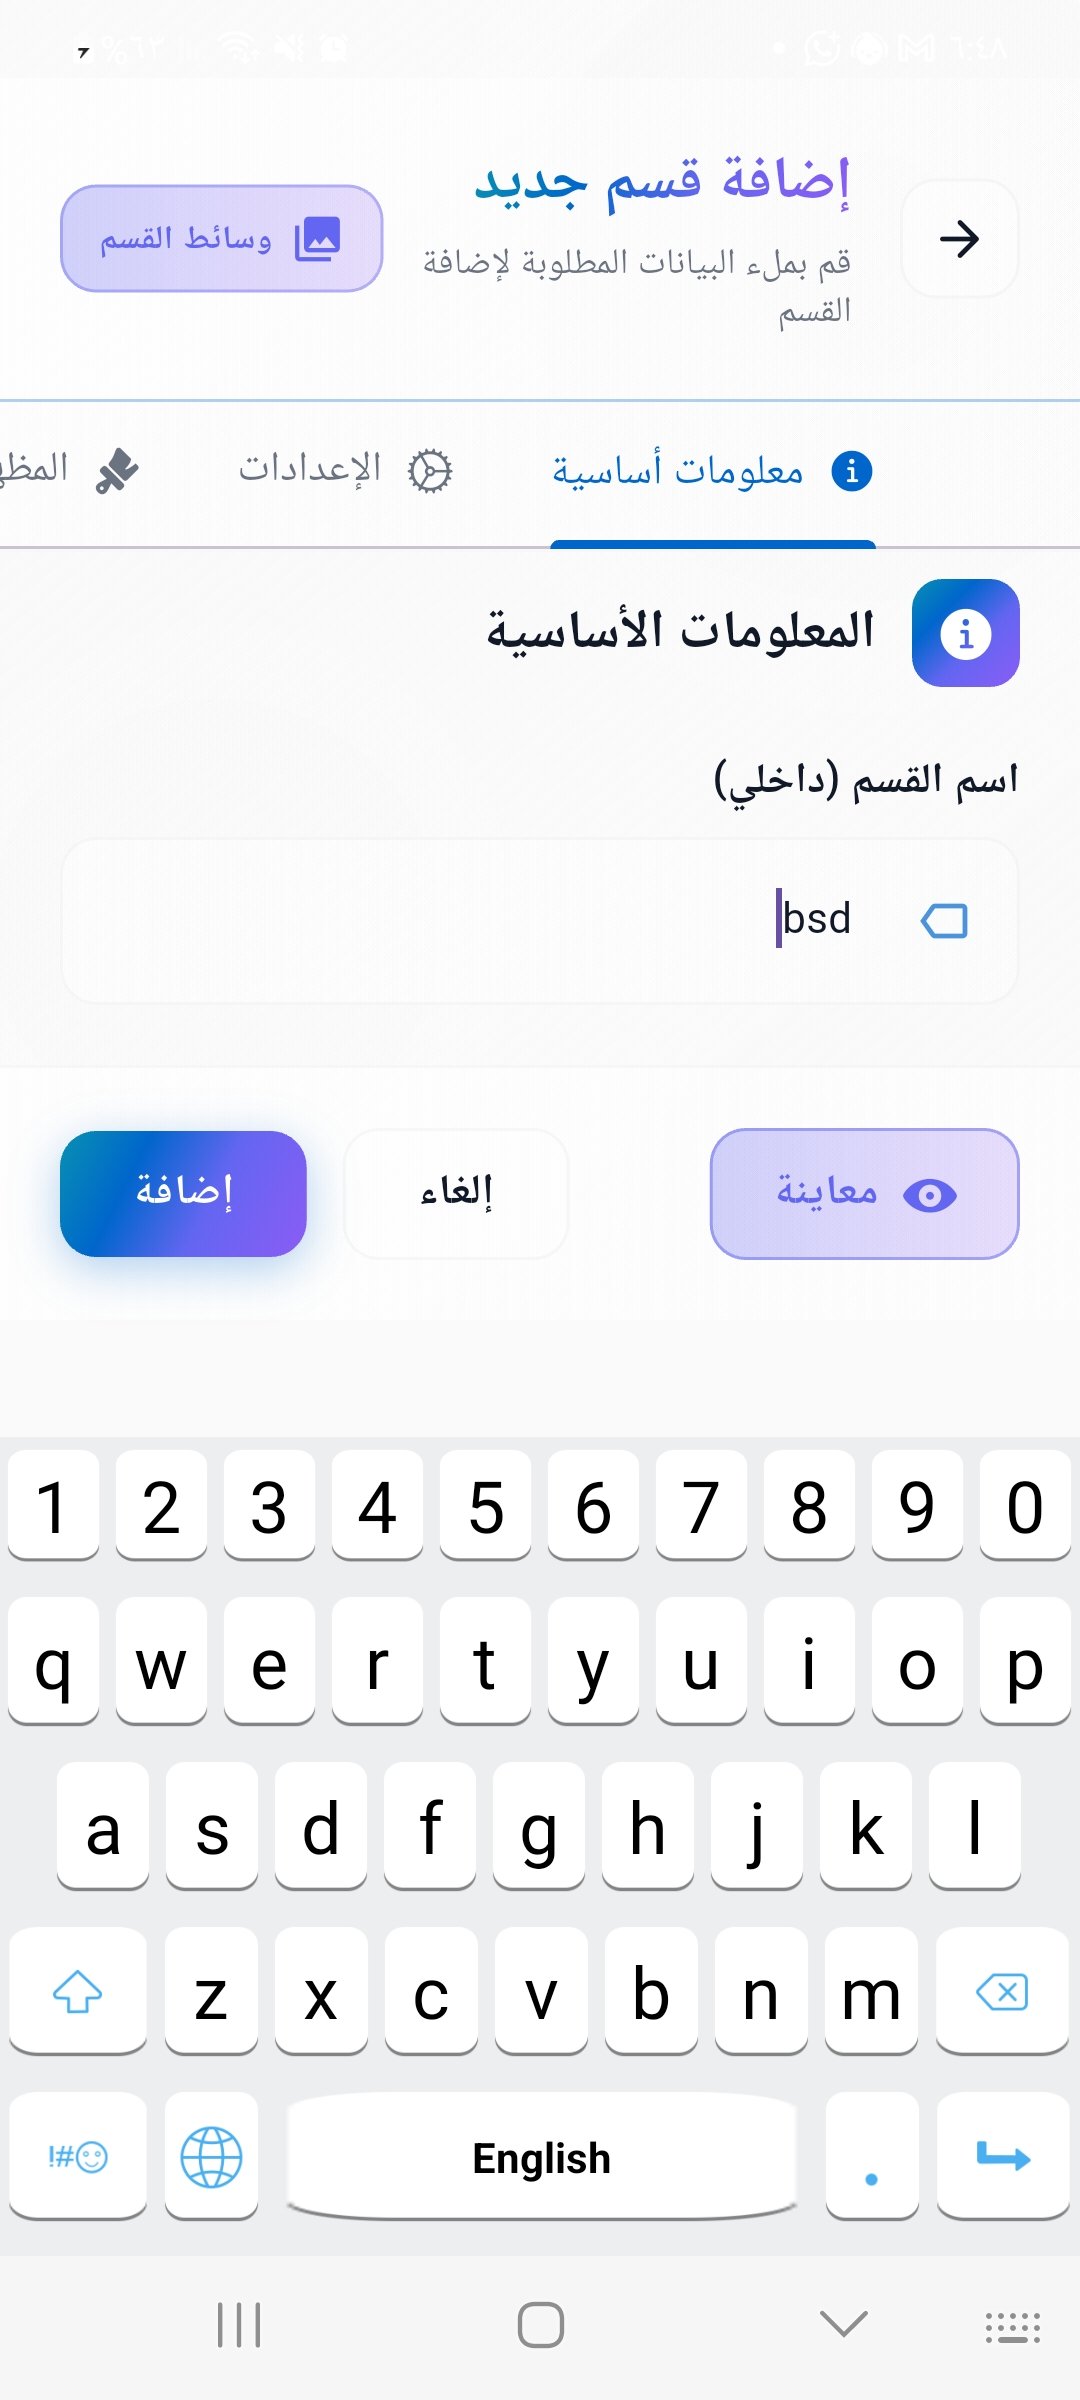 ٦:٤٨
%٦٣
إضافة قسم جديد
قم بملء البيانات المطلوبة لإضافة
القسم
وسائط القسم
معلومات أساسية
الإعدادات
المعلومات الأساسية
اسم القسم (داخلي)
bsd
معاينة
إلغاء
إضافة
1 2 3 4 5 6 7 8 9 0
q w e r t y u i o p
a s d f g h j k l
z x c v b n m
!#
English
.